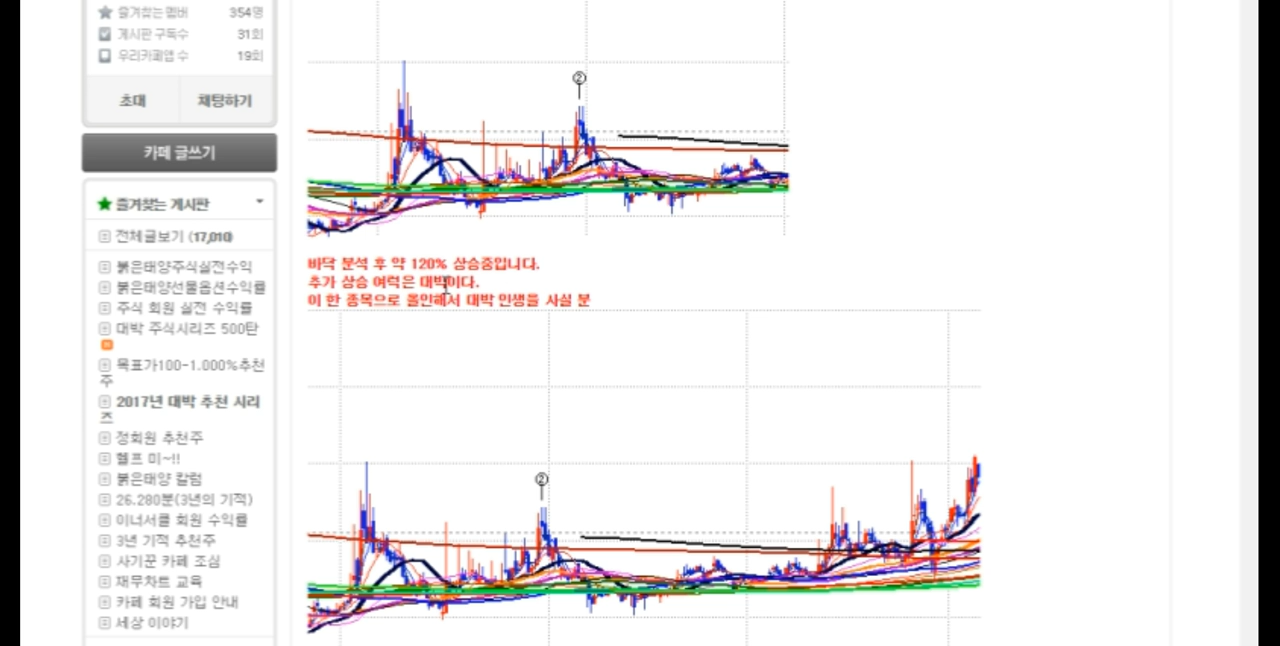 즐겨찾는 멤버 354명
게시판 구독수 31회
우리카페앱 수 19회
초대 채팅하기
카페 글쓰기
즐겨찾는 게시판
전체글보기 (17,010)
붉은태양주식실전수익
붉은태양선물옵션수익률
주식 회원 실전 수익률
대박 주식시리즈 500탄
목표가100-1.000%추천
주
2017년 대박 추천 시리
즈
정회원 추천주
헬프 미~!!
붉은태양 칼럼
26.280분(3년의 기적)
이너서클 회원 수익률
3년 기적 추천주
사기꾼 카페 조심
재무차트 교육
카페 회원 가입 안내
세상 이야기
②
바닥 분석 후 약 120% 상승중입니다.
추가 상승 여력은 대박이다.
이 한 종목으로 올인해서 대박 인생을 사실 분
②